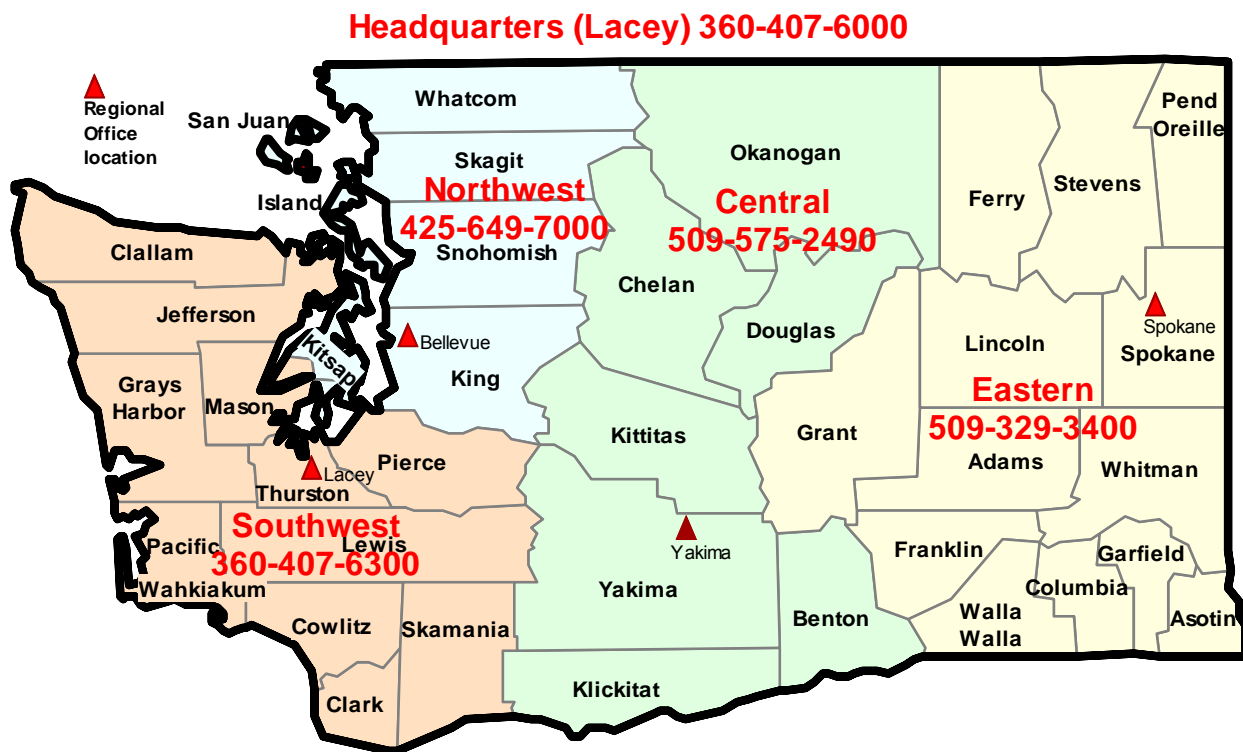 Headquarters (Lacey) 360-407-6000
Regional
Office
location
San Juan
Island
Whatcom
Skagit
Northwest
425-649-7000
Snohomish
King
Bellevue
Kitsap
Okanogan
Central
509-575-2490
Chelan
Douglas
Kittitas
Yakima
Yakima
Klickitat
Benton
Ferry
Stevens
Pend
Oreille
Lincoln
Spokane
Spokane
Eastern
509-329-3400
Grant
Adams
Whitman
Franklin
Walla
Walla
Columbia
Garfield
Asotin
Clallam
Jefferson
Grays
Harbor
Mason
Pierce
Lacey
Thurston
Southwest
360-407-6300
Pacific
Lewis
Wahkiakum
Cowlitz
Skamania
Clark